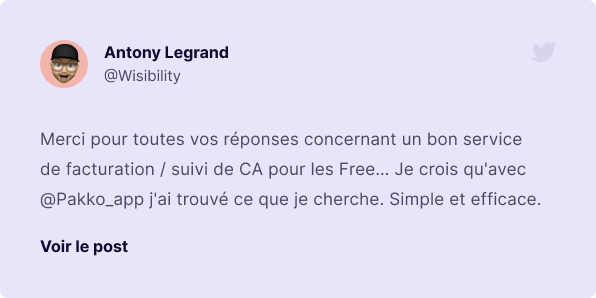 Antony Legrand
@Wisibility
Merci pour toutes vos réponses concernant un bon service
de facturation / suivi de CA pour les Free... Je crois qu'avec
@Pakko_app j'ai trouvé ce que je cherche. Simple et efficace.
Voir le post